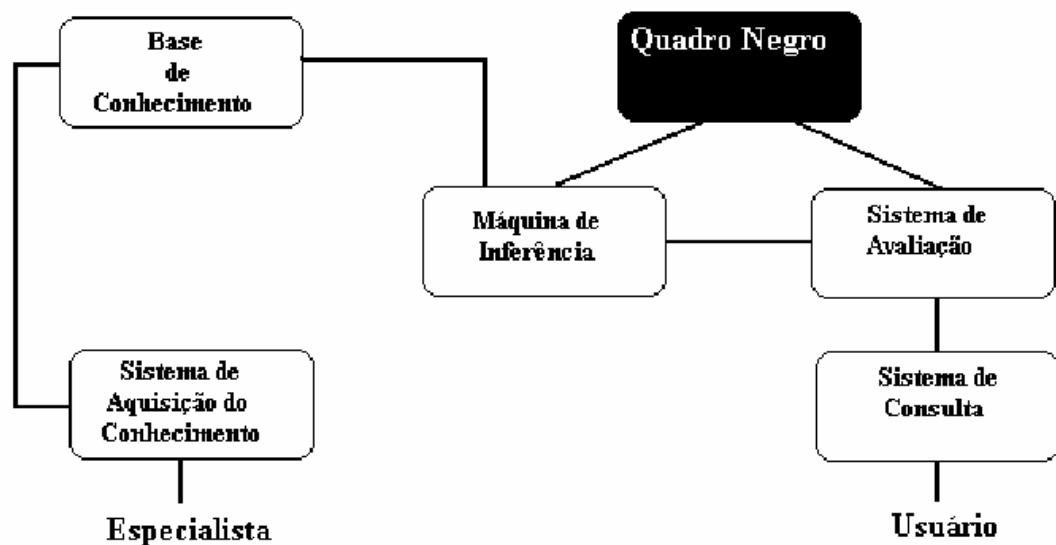 Base
de
Conhecimento
Quadro Negro
Máquina de
Inferência
Sistema de
Avaliação
Sistema de
Aquisição do
Conhecimento
Sistema de
Consulta
Especialista
Usuário